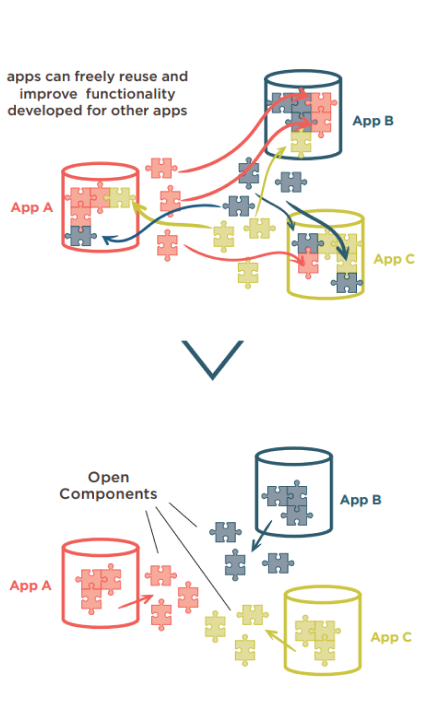 apps can freely reuse and
improve functionality
developed for other apps
App B
App A
App C
Open
Components
App B
App A
App C